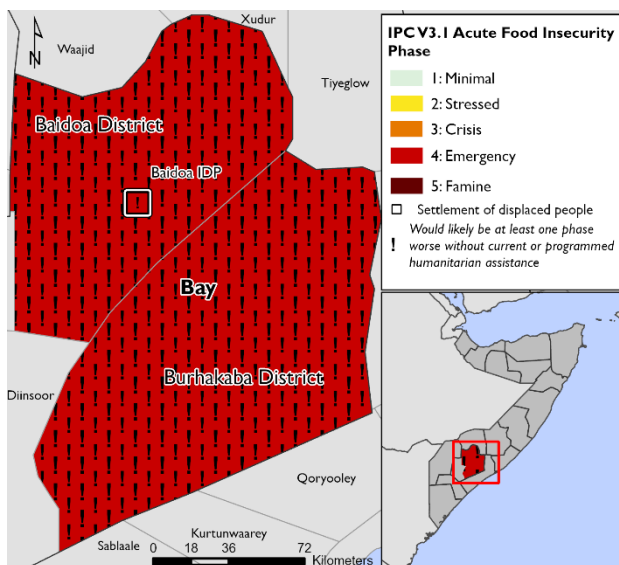 N
Xudur
Waajid
Tiyeglow
Baidoa District
Baidoa IDP
Bay
Burhakaba District
Diinsoor
Qoryooley
Kurtunwaarey
Sablaale
0 18 36 72
Kilometers
IPC V3.1 Acute Food Insecurity
Phase
1: Minimal
2: Stressed
3: Crisis
4: Emergency
5: Famine
Settlement of displaced people
Would likely be at least one phase
! worse without current or programmed
humanitarian assistance